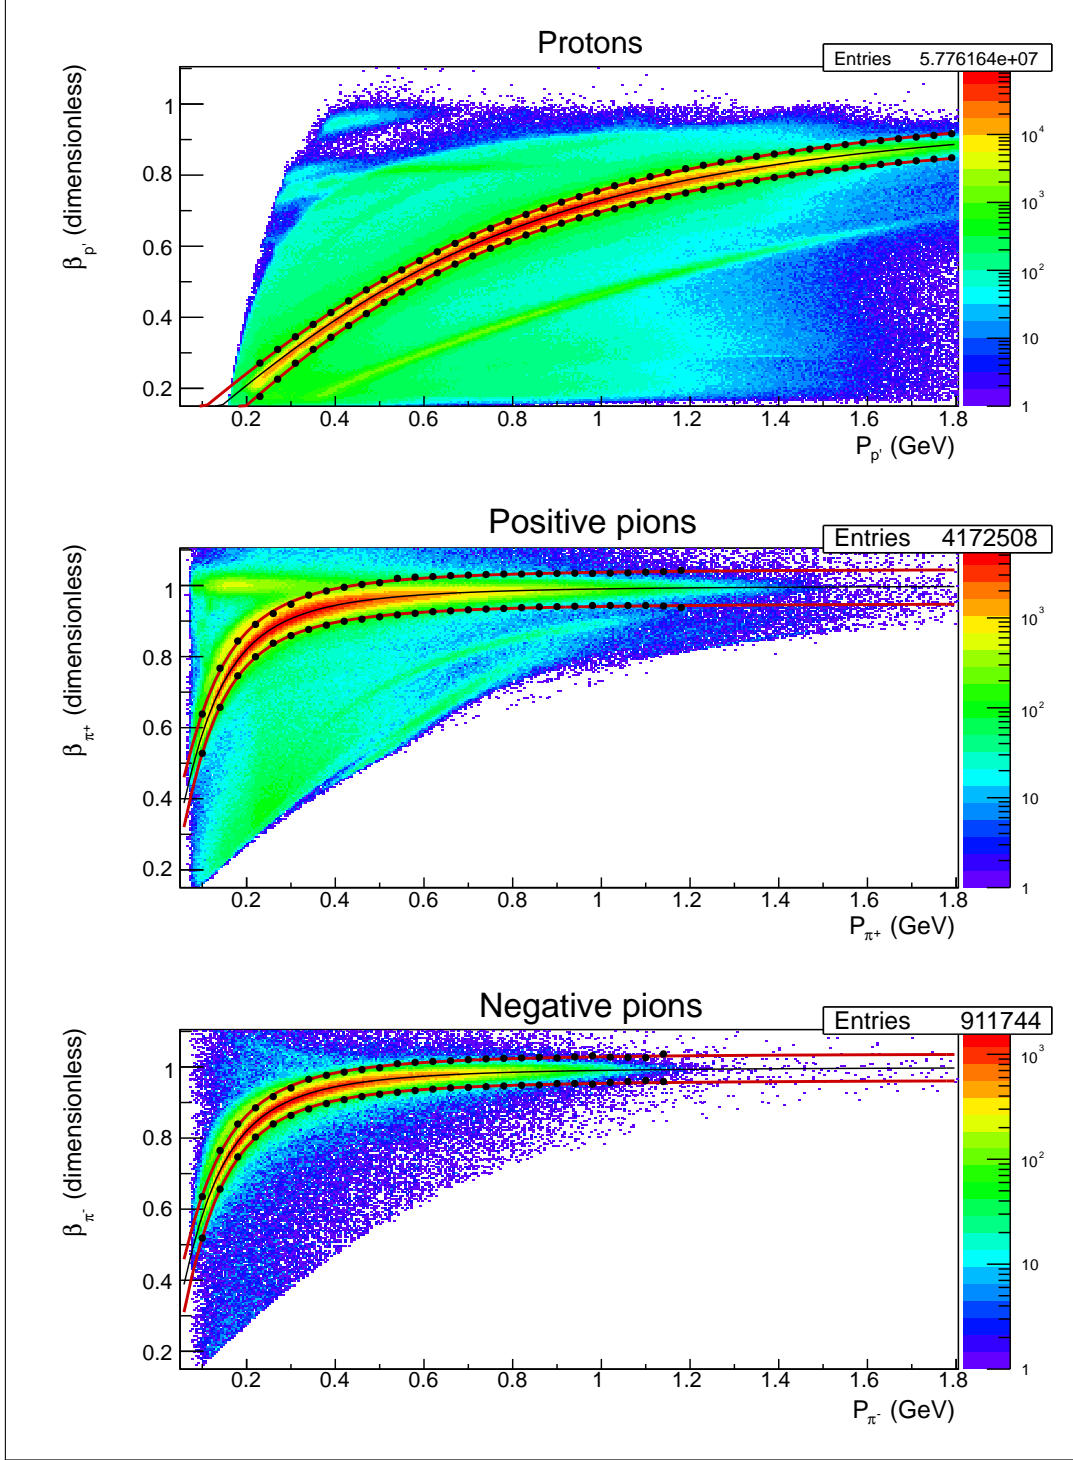 Protons
Entries 5.776164e+07
β_p' (dimensionless)
1
0.8
0.6
0.4
0.2
0.2 0.4 0.6 0.8 1 1.2 1.4 1.6 1.8
P_p' (GeV)
10^4
10^3
10^2
10
1
Positive pions
Entries 4172508
β_π+ (dimensionless)
1
0.8
0.6
0.4
0.2
0.2 0.4 0.6 0.8 1 1.2 1.4 1.6 1.8
P_π+ (GeV)
10^3
10^2
10
1
Negative pions
Entries 911744
β_π- (dimensionless)
1
0.8
0.6
0.4
0.2
0.2 0.4 0.6 0.8 1 1.2 1.4 1.6 1.8
P_π- (GeV)
10^3
10^2
10
1